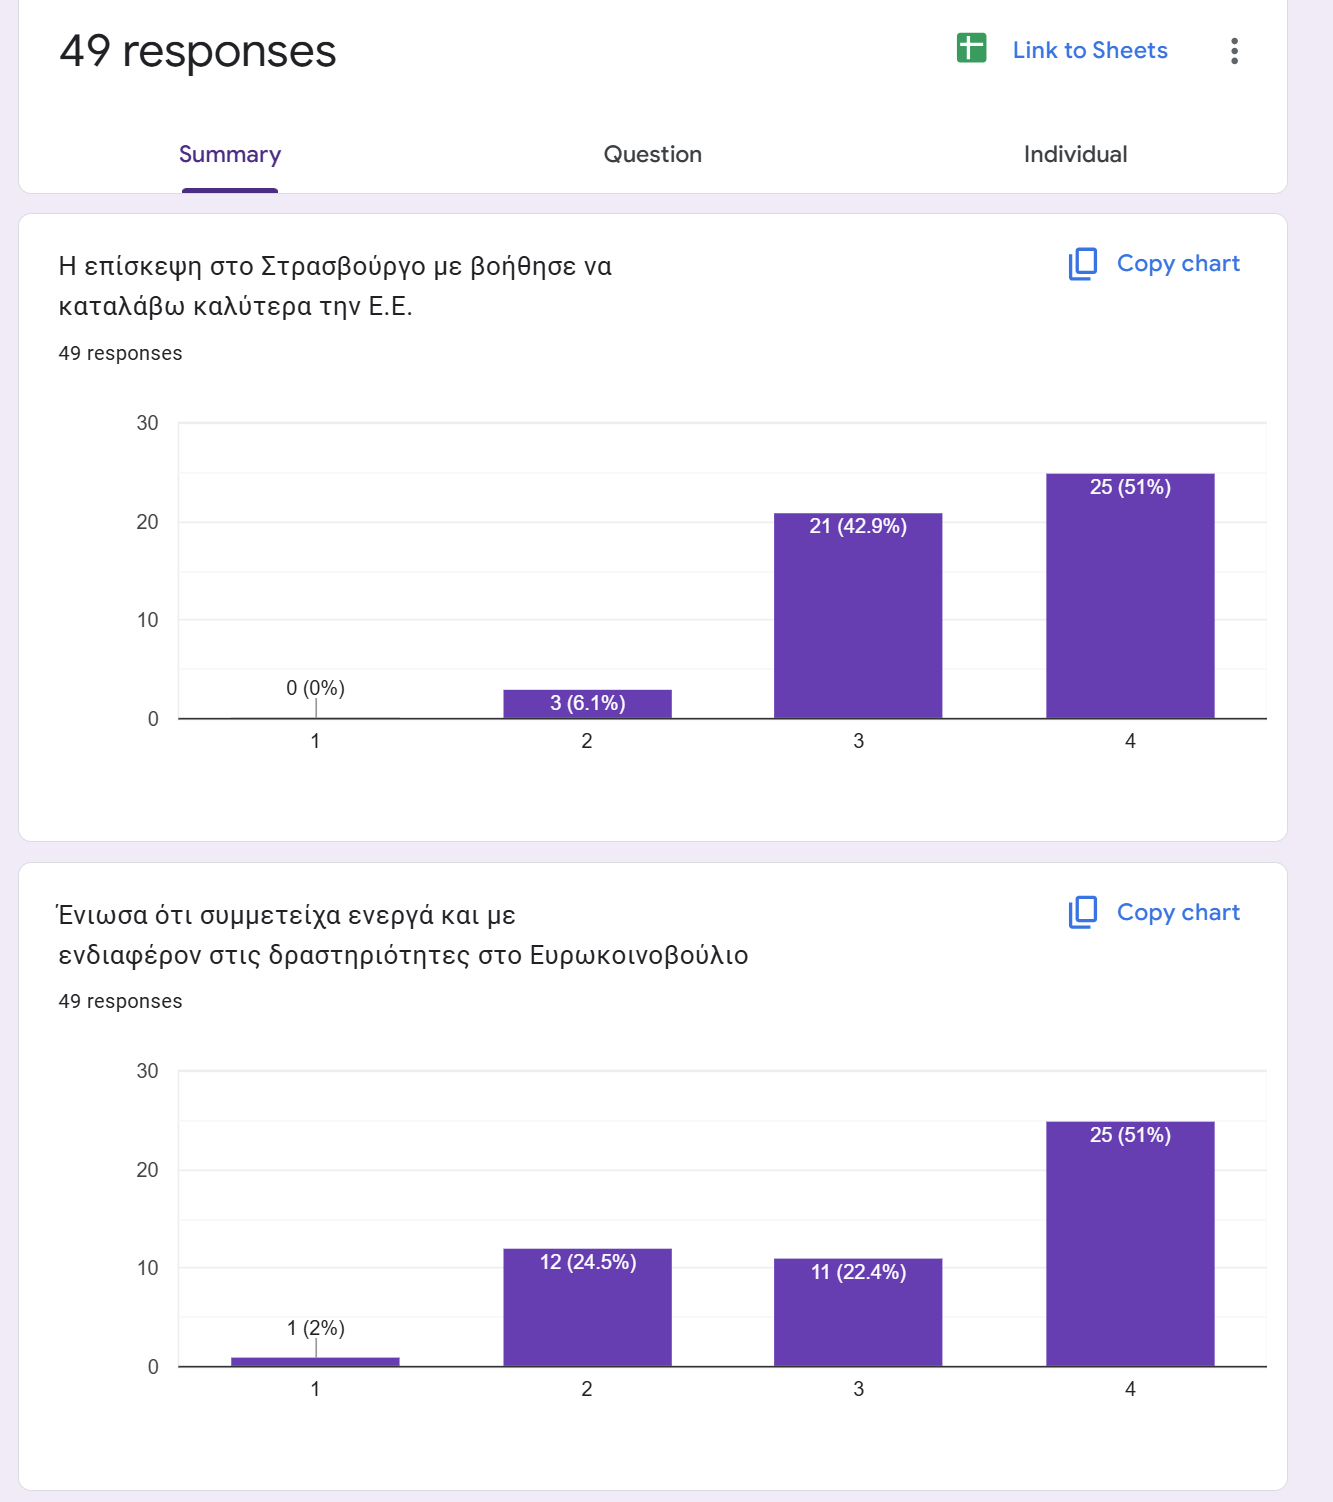 49 responses
Link to Sheets
Summary
Question
Individual
Η επίσκεψη στο Στρασβούργο με βοήθησε να
καταλάβω καλύτερα την Ε.Ε.
Copy chart
49 responses
30
20
10
0
0 (0%)
3 (6.1%)
21 (42.9%)
25 (51%)
1
2
3
4
Ένιωσα ότι συμμετείχα ενεργά και με
ενδιαφέρον στις δραστηριότητες στο Ευρωκοινοβούλιο
Copy chart
49 responses
30
20
10
0
1 (2%)
12 (24.5%)
11 (22.4%)
25 (51%)
1
2
3
4